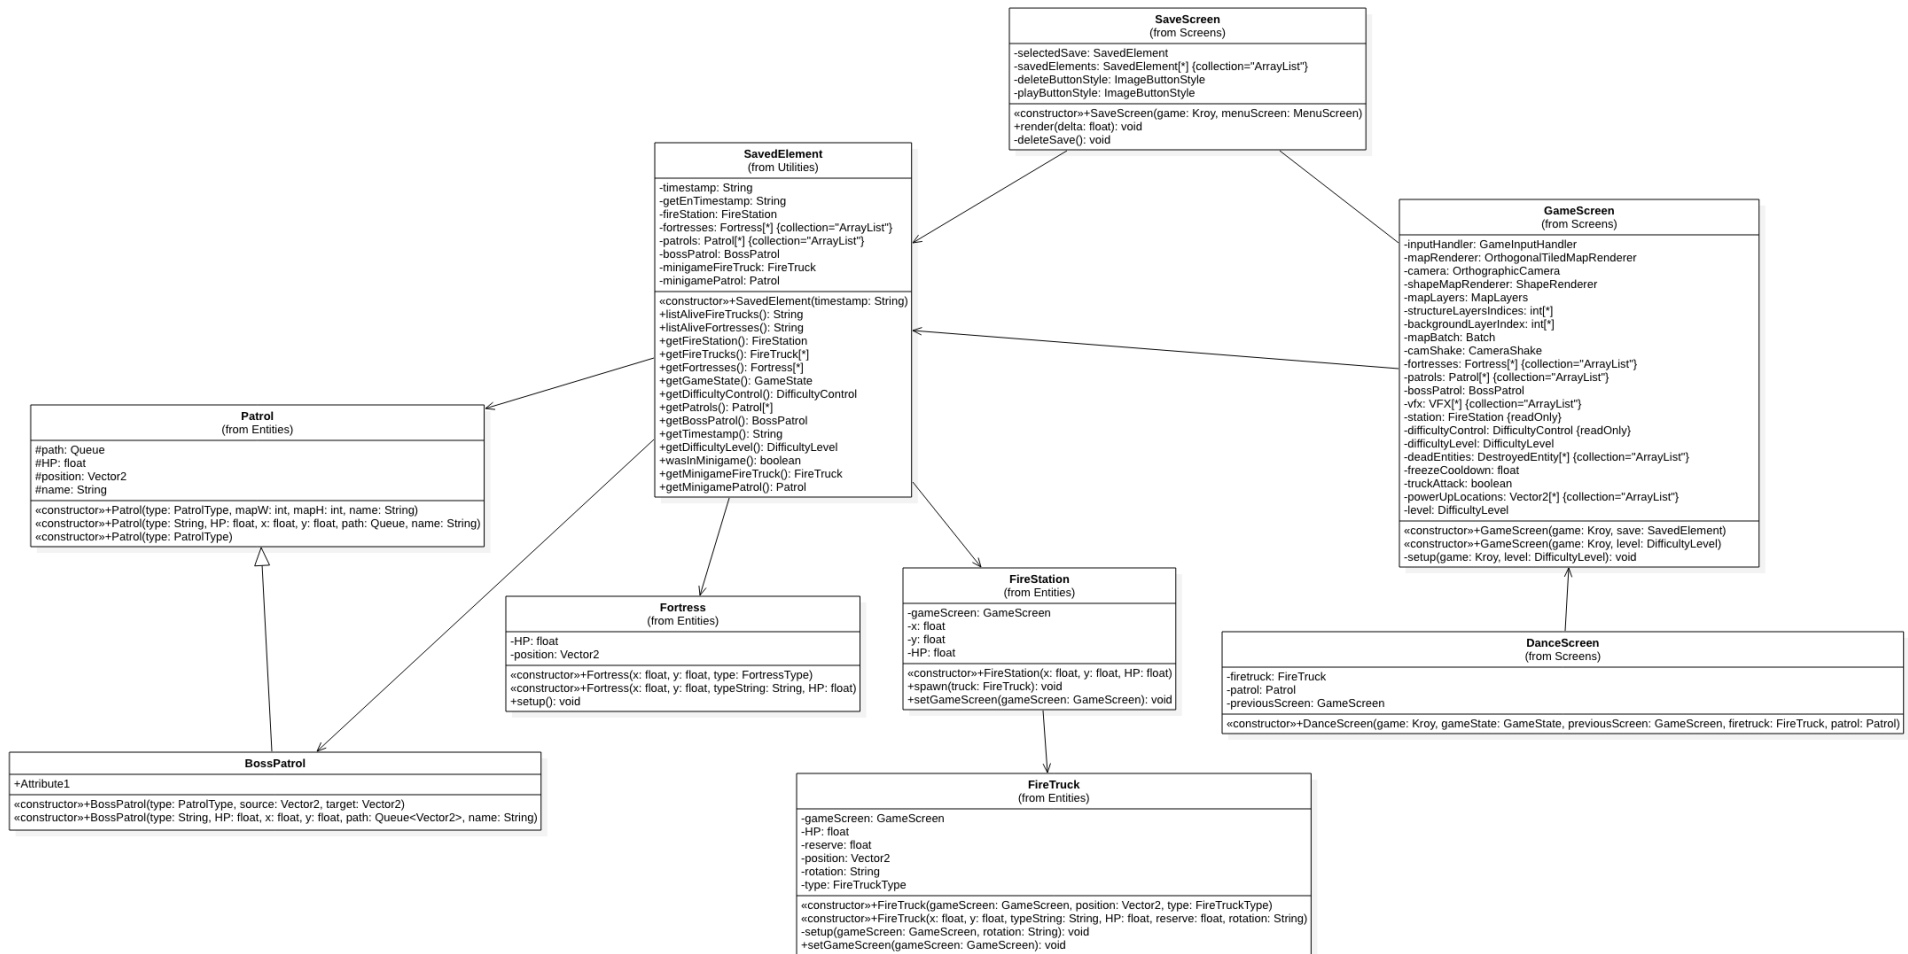 SaveScreen
(from Screens)
-selectedSave: SavedElement
-savedElements: SavedElement[*] {collection="ArrayList"}
-deleteButtonStyle: ImageButtonStyle
-playButtonStyle: ImageButtonStyle
«constructor»+SaveScreen(game: Kroy, menuScreen: MenuScreen)
+render(delta: float): void
-deleteSave(): void
SavedElement
(from Utilities)
-timestamp: String
-getEnTimestamp: String
-fireStation: FireStation
-fortresses: Fortress[*] {collection="ArrayList"}
-patrols: Patrol[*] {collection="ArrayList"}
-bossPatrol: BossPatrol
-minigameFireTruck: FireTruck
-minigamePatrol: Patrol
«constructor»+SavedElement(timestamp: String)
+listAliveFireTrucks(): String
+listAliveFortresses(): String
+getFireStation(): FireStation
+getFireTrucks(): FireTruck[*]
+getFortresses(): Fortress[*]
+getGameState(): GameState
+getDifficultyControl(): DifficultyControl
+getPatrols(): Patrol[*]
+getBossPatrol(): BossPatrol
+getTimestamp(): String
+getDifficultyLevel(): DifficultyLevel
+wasInMinigame(): boolean
+getMinigameFireTruck(): FireTruck
+getMinigamePatrol(): Patrol
GameScreen
(from Screens)
-inputHandler: GameInputHandler
-mapRenderer: OrthogonalTiledMapRenderer
-camera: OrthographicCamera
-shapeMapRenderer: ShapeRenderer
-mapLayers: MapLayers
-structureLayersIndices: int[*]
-backgroundLayerIndex: int[*]
-mapBatch: Batch
-camShake: CameraShake
-fortresses: Fortress[*] {collection="ArrayList"}
-patrols: Patrol[*] {collection="ArrayList"}
-bossPatrol: BossPatrol
-vfx: VFX[*] {collection="ArrayList"}
-station: FireStation {readOnly}
-difficultyControl: DifficultyControl {readOnly}
-difficultyLevel: DifficultyLevel
-deadEntities: DestroyedEntity[*] {collection="ArrayList"}
-freezeCooldown: float
-truckAttack: boolean
-powerUpLocations: Vector2[*] {collection="ArrayList"}
-level: DifficultyLevel
«constructor»+GameScreen(game: Kroy, save: SavedElement)
«constructor»+GameScreen(game: Kroy, level: DifficultyLevel)
-setup(game: Kroy, level: DifficultyLevel): void
Patrol
(from Entities)
#path: Queue
#HP: float
#position: Vector2
#name: String
«constructor»+Patrol(type: PatrolType, mapW: int, mapH: int, name: String)
«constructor»+Patrol(type: String, HP: float, x: float, y: float, path: Queue, name: String)
«constructor»+Patrol(type: PatrolType)
Fortress
(from Entities)
-HP: float
-position: Vector2
«constructor»+Fortress(x: float, y: float, type: FortressType)
«constructor»+Fortress(x: float, y: float, typeString: String, HP: float)
+setup(): void
FireStation
(from Entities)
-gameScreen: GameScreen
-x: float
-y: float
-HP: float
«constructor»+FireStation(x: float, y: float, HP: float)
+spawn(truck: FireTruck): void
+setGameScreen(gameScreen: GameScreen): void
DanceScreen
(from Screens)
-firetruck: FireTruck
-patrol: Patrol
-previousScreen: GameScreen
«constructor»+DanceScreen(game: Kroy, gameState: GameState, previousScreen: GameScreen, firetruck: FireTruck, patrol: Patrol)
BossPatrol
+Attribute1
«constructor»+BossPatrol(type: PatrolType, source: Vector2, target: Vector2)
«constructor»+BossPatrol(type: String, HP: float, x: float, y: float, path: Queue<Vector2>, name: String)
FireTruck
(from Entities)
-gameScreen: GameScreen
-HP: float
-reserve: float
-position: Vector2
-rotation: String
-type: FireTruckType
«constructor»+FireTruck(gameScreen: GameScreen, position: Vector2, type: FireTruckType)
«constructor»+FireTruck(x: float, y: float, typeString: String, HP: float, reserve: float, rotation: String)
-setup(gameScreen: GameScreen, rotation: String): void
+setGameScreen(gameScreen: GameScreen): void